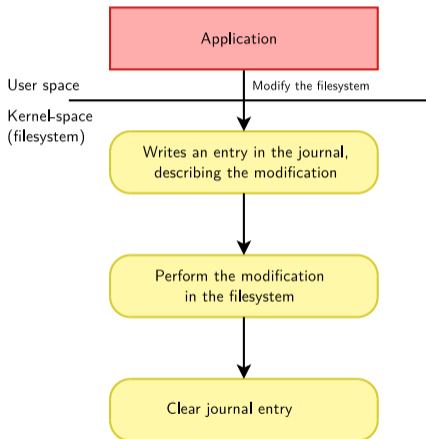 Application
User space
Modify the filesystem
Kernel-space
(filesystem)
Writes an entry in the journal,
describing the modification
Perform the modification
in the filesystem
Clear journal entry